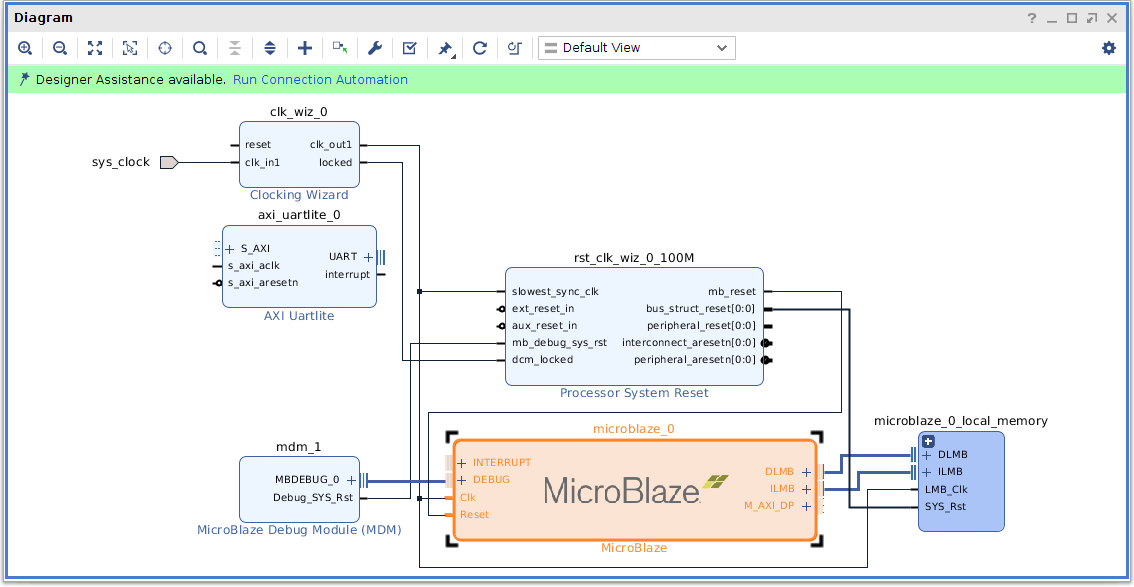 Diagram
Default View
Designer Assistance available. Run Connection Automation
clk_wiz_0
reset clk_out1
clk_in1 locked
sys_clock
Clocking Wizard
axi_uartlite_0
S_AXI
UART
s_axi_aclk
interrupt
s_axi_aresetn
AXI Uartlite
rst_clk_wiz_0_100M
slowest_sync_clk mb_reset
ext_reset_in bus_struct_reset[0:0]
aux_reset_in peripheral_reset[0:0]
mb_debug_sys_rst interconnect_aresetn[0:0]
dcm_locked peripheral_aresetn[0:0]
Processor System Reset
mdm_1
MBDEBUG_0
Debug_SYS_Rst
MicroBlaze Debug Module (MDM)
microblaze_0
INTERRUPT
DEBUG
Clk
Reset
MicroBlaze
DLMB
ILMB
M_AXI_DP
MicroBlaze
microblaze_0_local_memory
DLMB
ILMB
LMB_Clk
SYS_Rst